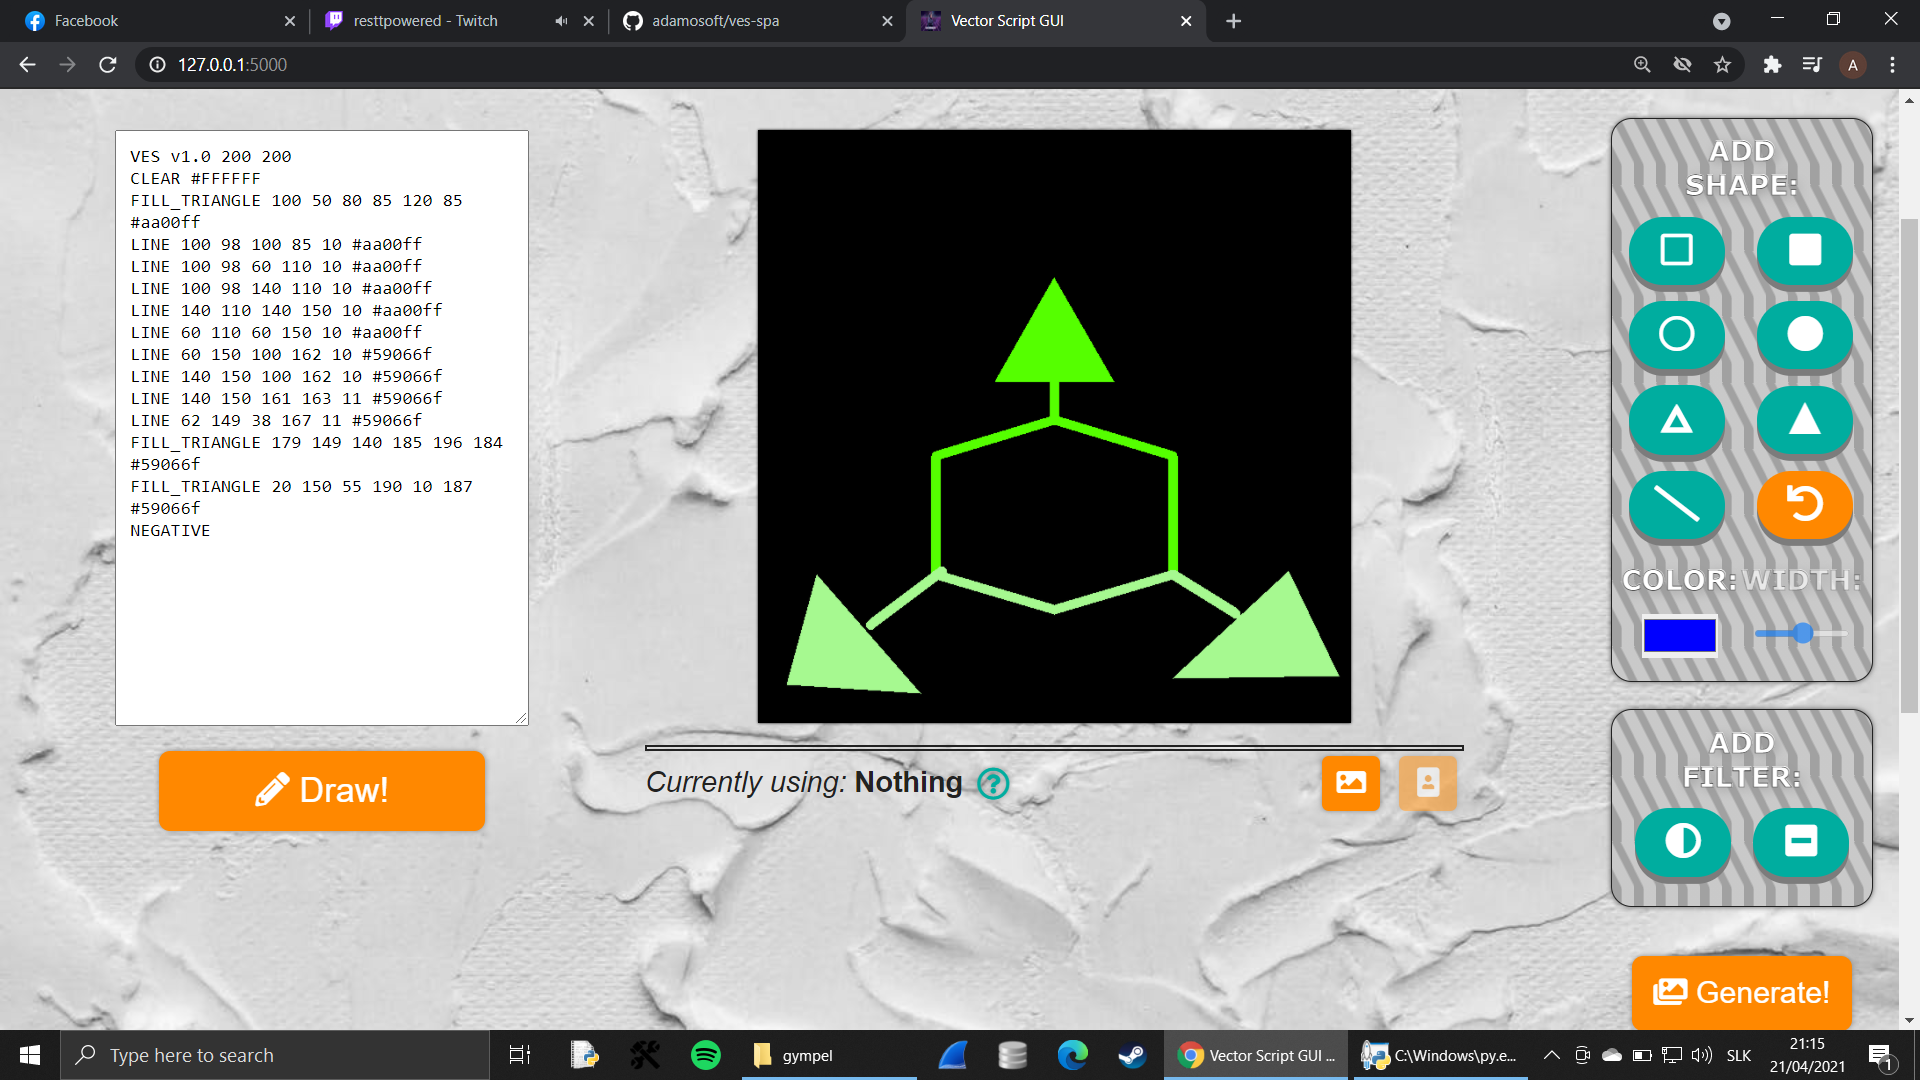 Facebook
resttpowered - Twitch
adamosoft/ves-spa
Vector Script GUI
127.0.0.1:5000
A
VES v1.0 200 200
CLEAR #FFFFFF
FILL_TRIANGLE 100 50 80 85 120 85
#aa00ff
LINE 100 98 100 85 10 #aa00ff
LINE 100 98 60 110 10 #aa00ff
LINE 100 98 140 110 10 #aa00ff
LINE 140 110 140 150 10 #aa00ff
LINE 60 110 60 150 10 #aa00ff
LINE 60 150 100 162 10 #59066f
LINE 140 150 100 162 10 #59066f
LINE 140 150 161 163 11 #59066f
LINE 62 149 38 167 11 #59066f
FILL_TRIANGLE 179 149 140 185 196 184
#59066f
FILL_TRIANGLE 20 150 55 190 10 187
#59066f
NEGATIVE
Draw!
Currently using: Nothing
?
ADD
SHAPE:
COLOR: WIDTH:
ADD
FILTER:
Generate!
Type here to search
gympel
Vector Script GUI ...
C:\Windows\py.e...
SLK
21:15
21/04/2021
1